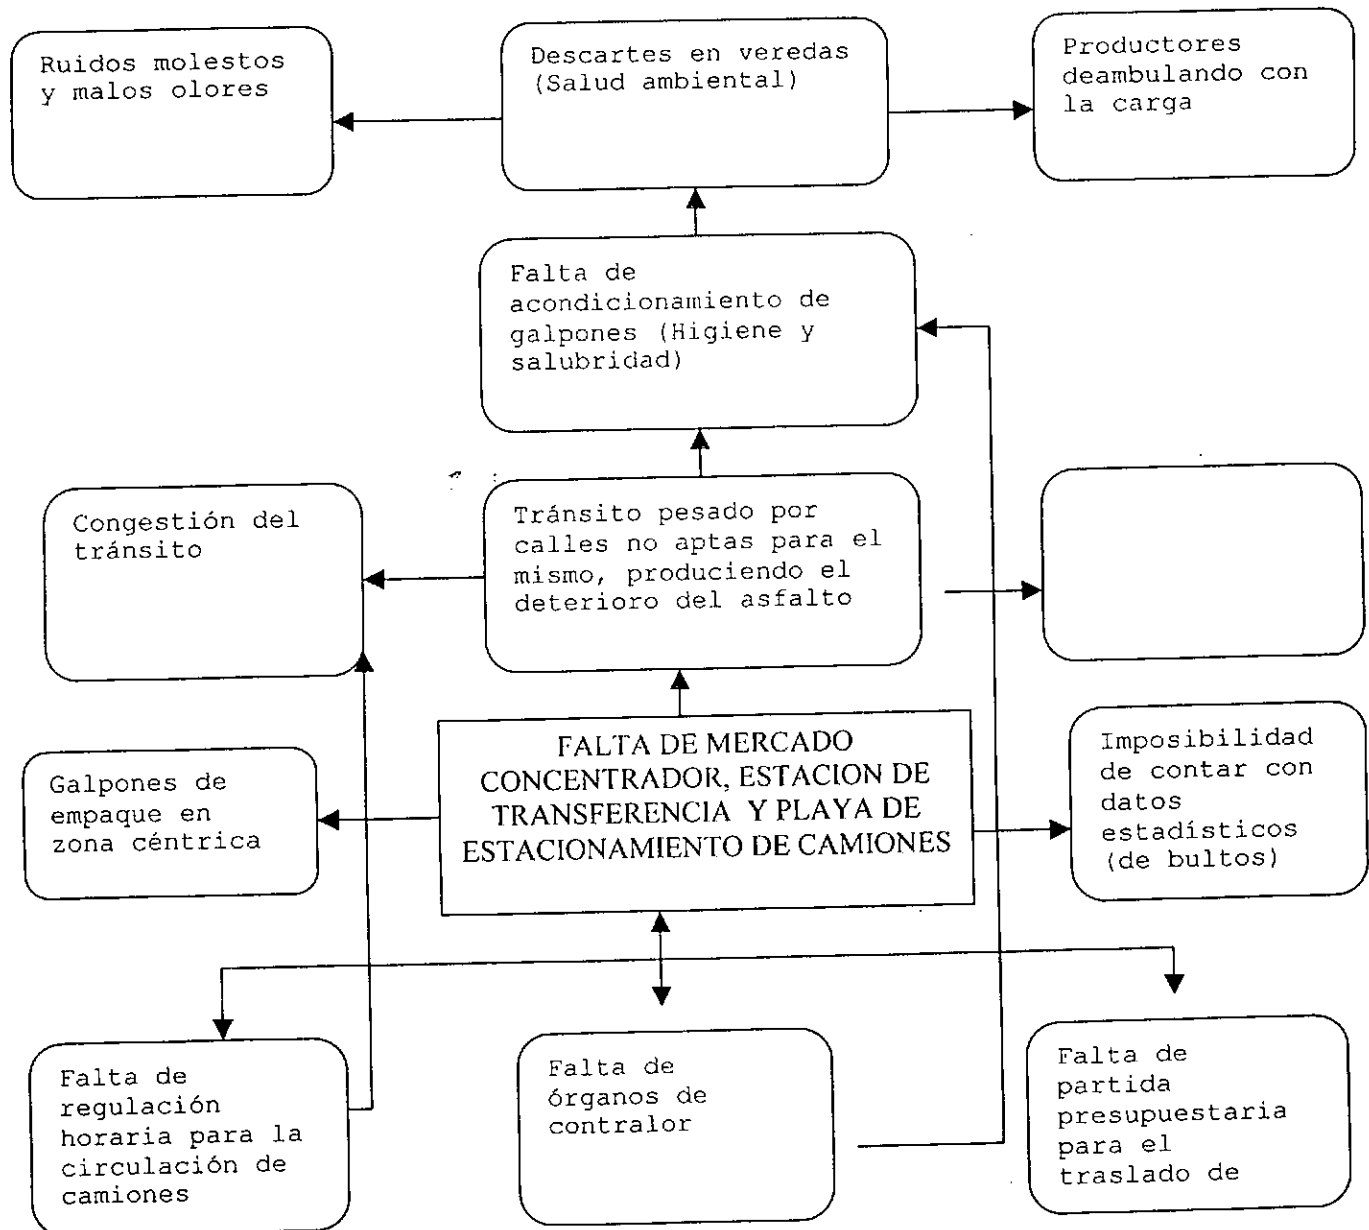 Ruidos molestos
y malos olores
Descartes en veredas
(Salud ambiental)
Productores
deambulando con
la carga
Falta de
acondicionamiento de
galpones (Higiene y
salubridad)
Congestión del
tránsito
Tránsito pesado por
calles no aptas para el
mismo, produciendo el
deterioro del asfalto
Galpones de
empaque en
zona céntrica
FALTA DE MERCADO
CONCENTRADOR, ESTACION DE
TRANSFERENCIA Y PLAYA DE
ESTACIONAMIENTO DE CAMIONES
Imposibilidad
de contar con
datos
estadísticos
(de bultos)
Falta de
regulación
horaria para la
circulación de
camiones
Falta de
órganos de
contralor
Falta de
partida
presupuestaria
para el
traslado de